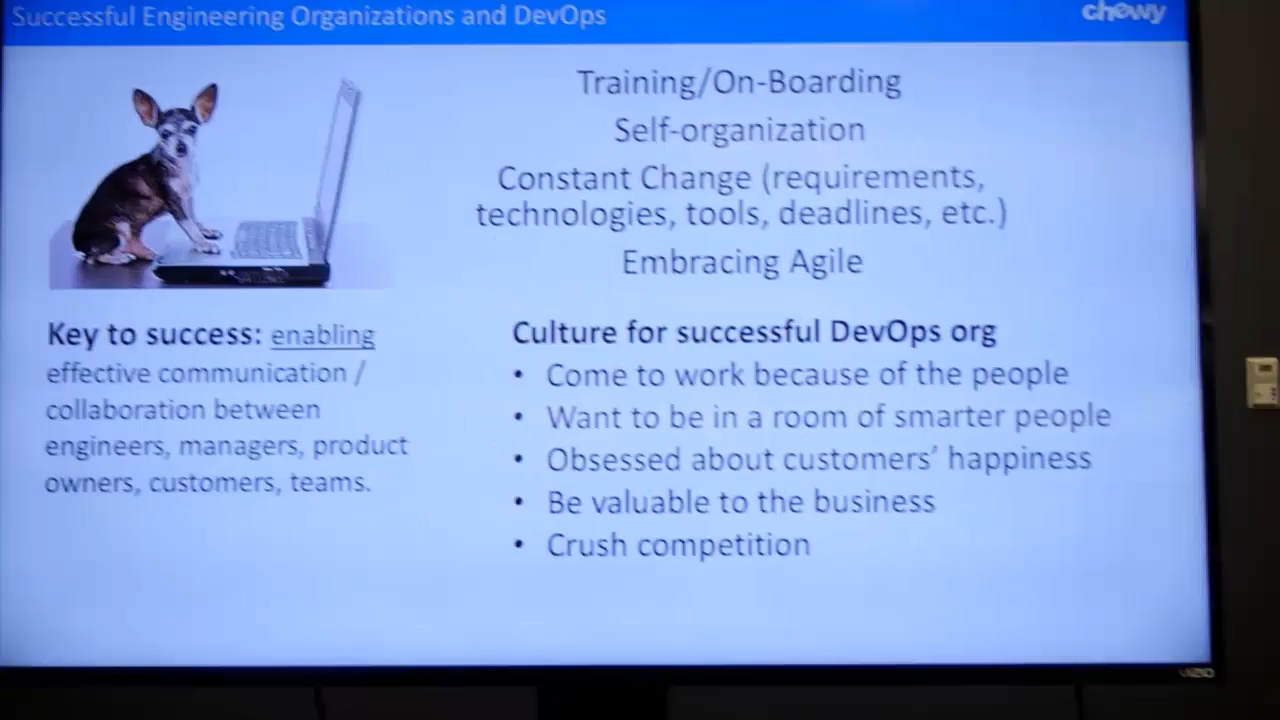 Successful Engineering Organizations and DevOps
chewy
Training/On-Boarding
Self-organization
Constant Change (requirements,
technologies, tools, deadlines, etc.)
Embracing Agile
Key to success: enabling
effective communication /
collaboration between
engineers, managers, product
owners, customers, teams.
Culture for successful DevOps org
• Come to work because of the people
• Want to be in a room of smarter people
• Obsessed about customers' happiness
• Be valuable to the business
• Crush competition
VIZIO